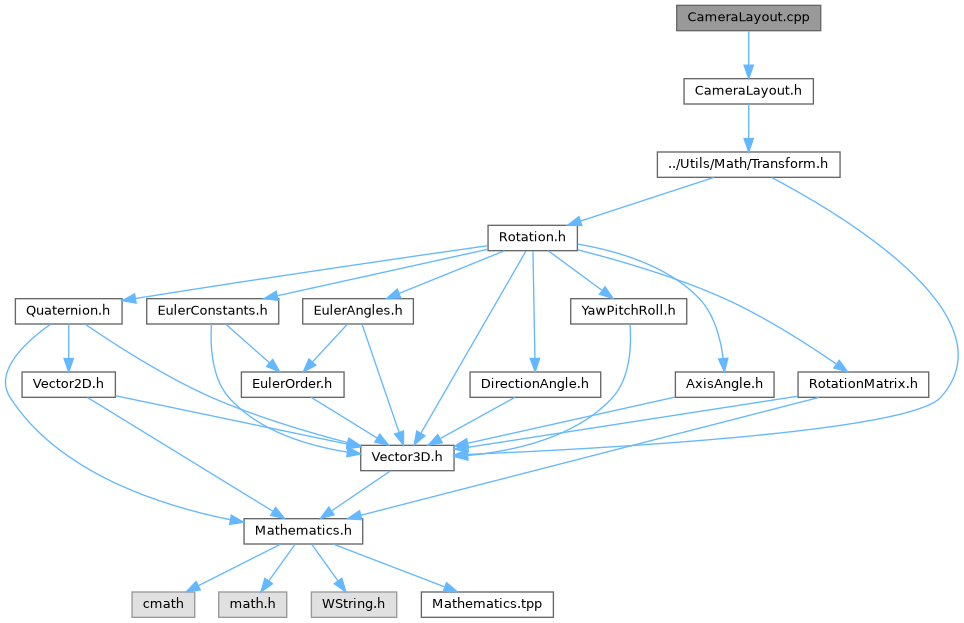 CameraLayout.cpp
CameraLayout.h
../Utils/Math/Transform.h
Rotation.h
Quaternion.h
EulerConstants.h
EulerAngles.h
YawPitchRoll.h
Vector2D.h
EulerOrder.h
DirectionAngle.h
AxisAngle.h
RotationMatrix.h
Vector3D.h
Mathematics.h
cmath
math.h
WString.h
Mathematics.tpp